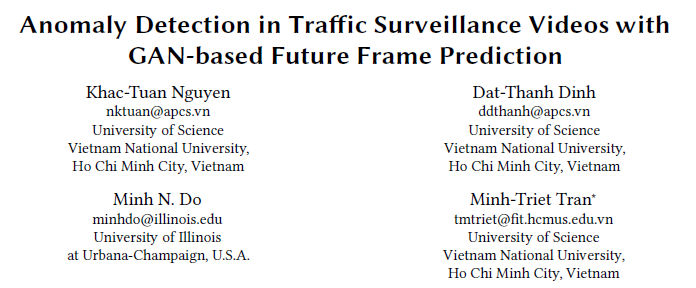 Anomaly Detection in Traffic Surveillance Videos with
GAN-based Future Frame Prediction
Khac-Tuan Nguyen
nktuan@apcs.vn
University of Science
Vietnam National University,
Ho Chi Minh City, Vietnam
Dat-Thanh Dinh
ddthanh@apcs.vn
University of Science
Vietnam National University,
Ho Chi Minh City, Vietnam
Minh N. Do
minhdo@illinois.edu
University of Illinois
at Urbana-Champaign, U.S.A.
Minh-Triet Tran*
tmtriet@fit.hcmus.edu.vn
University of Science
Vietnam National University,
Ho Chi Minh City, Vietnam